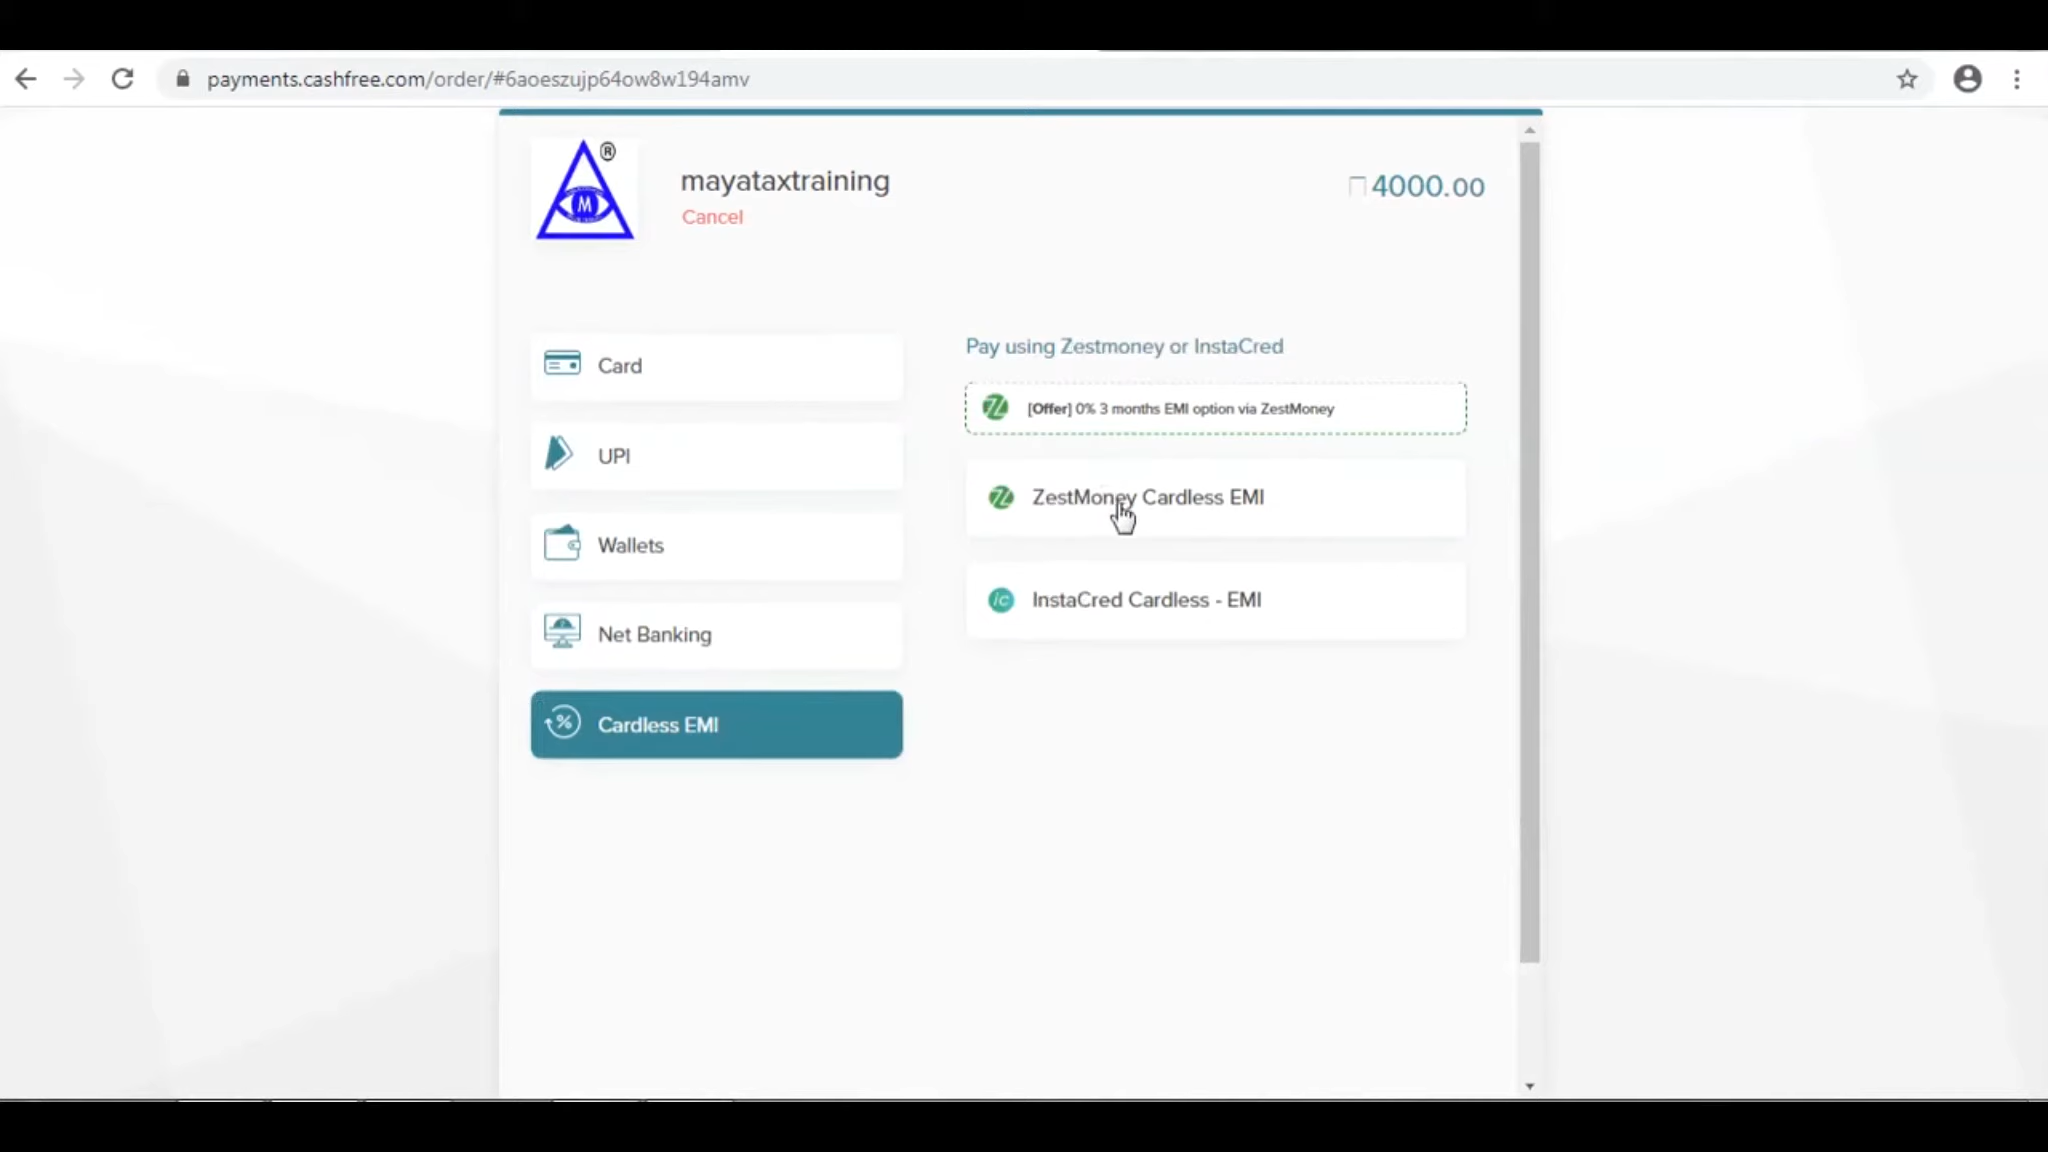 payments.cashfree.com/order/#6aoeszujp64ow8w194amv
®
M
mayataxtraining
Cancel
4000.00
Card
UPI
Wallets
Net Banking
Cardless EMI
Pay using Zestmoney or InstaCred
[Offer] 0% 3 months EMI option via ZestMoney
ZestMoney Cardless EMI
ic InstaCred Cardless - EMI